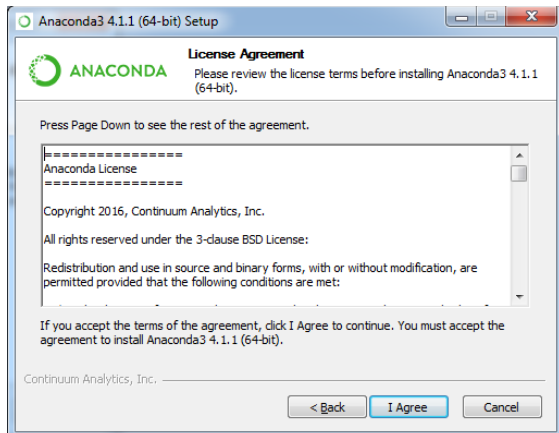 Anaconda3 4.1.1 (64-bit) Setup
ANACONDA
License Agreement
Please review the license terms before installing Anaconda3 4.1.1
(64-bit).
Press Page Down to see the rest of the agreement.
================
Anaconda License
================
Copyright 2016, Continuum Analytics, Inc.
All rights reserved under the 3-clause BSD License:
Redistribution and use in source and binary forms, with or without modification, are
permitted provided that the following conditions are met:
If you accept the terms of the agreement, click I Agree to continue. You must accept the
agreement to install Anaconda3 4.1.1 (64-bit).
Continuum Analytics, Inc.
< Back
I Agree
Cancel